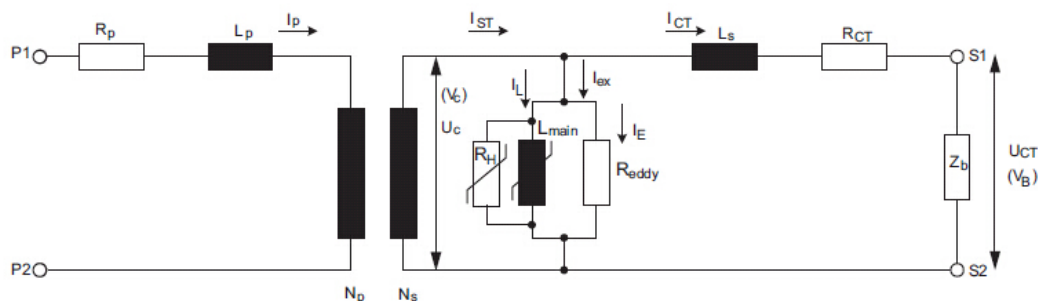 P1
Rp
Lp
Ip
IST
ICT
Ls
RCT
S1
(Vc)
Uc
IL
Iex
IE
Lmain
RH
Reddy
Zb
UCT
(VB)
P2
Np
Ns
S2